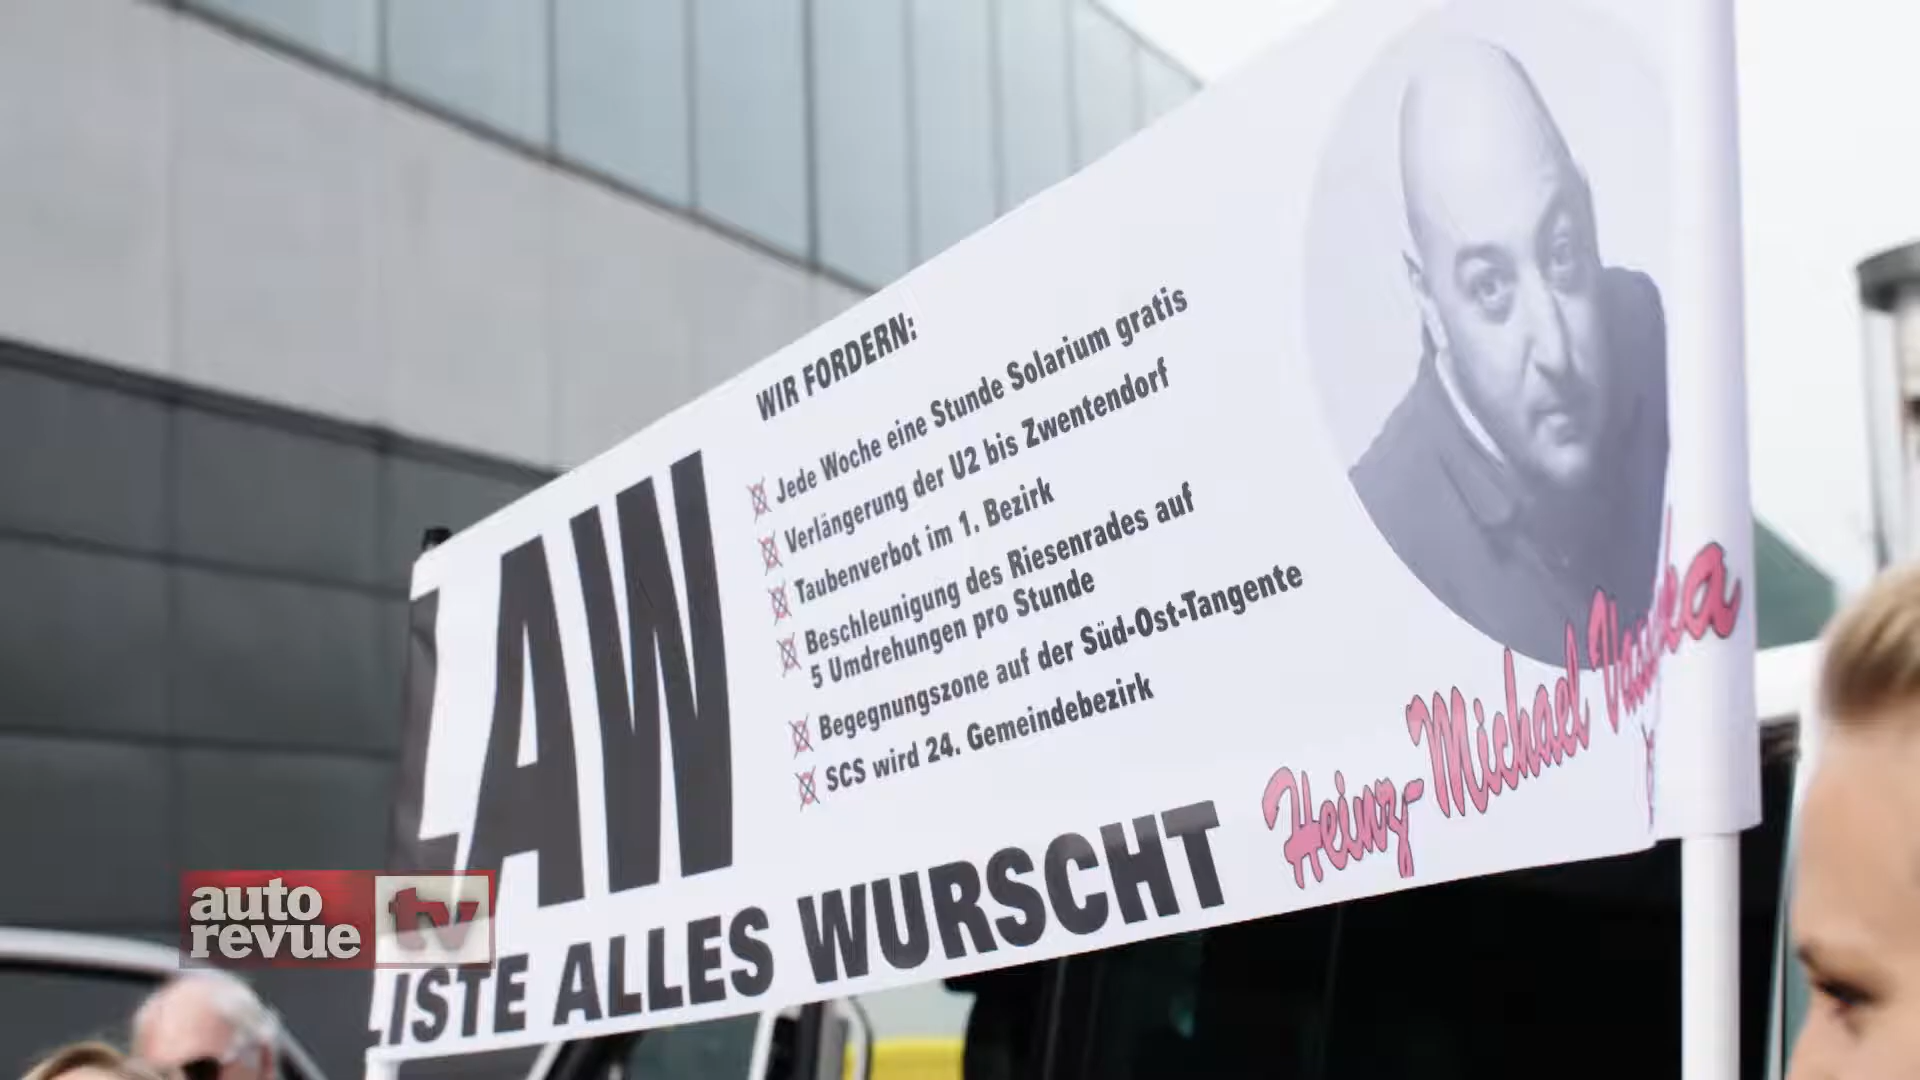 WIR FORDERN:
Jede Woche eine Stunde Solarium gratis
Verlängerung der U2 bis Zwentendorf
Taubenverbot im 1. Bezirk
Beschleunigung des Riesenrades auf
5 Umdrehungen pro Stunde
Begegnungszone auf der Süd-Ost-Tangente
SCS wird 24. Gemeindebezirk
LAW
LISTE ALLES WURSCHT
Heinz-Michael
auto
revue
tv